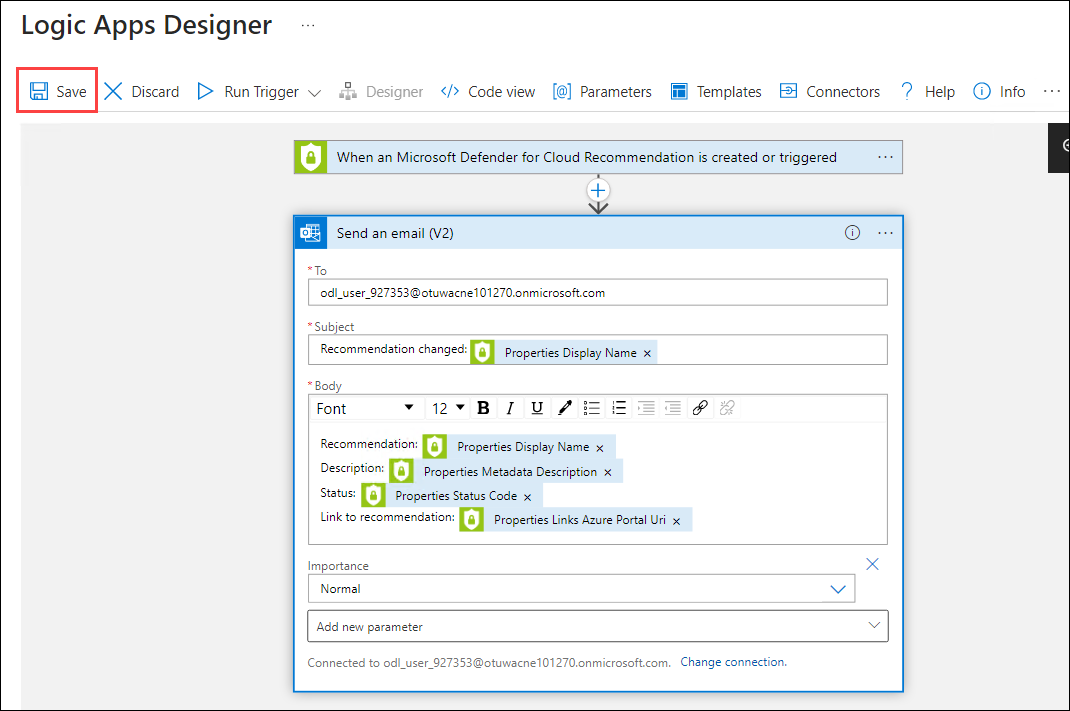 Logic Apps Designer ...
Save Discard Run Trigger Designer Code view Parameters Templates Connectors Help Info ...
When an Microsoft Defender for Cloud Recommendation is created or triggered ...
Send an email (V2) ...
* To
odl_user_927353@otuwacne101270.onmicrosoft.com
* Subject
Recommendation changed: Properties Display Name ×
* Body
Font 12 B I U
Recommendation: Properties Display Name ×
Description: Properties Metadata Description ×
Status: Properties Status Code ×
Link to recommendation: Properties Links Azure Portal Uri ×
Importance
Normal
Add new parameter
Connected to odl_user_927353@otuwacne101270.onmicrosoft.com. Change connection.